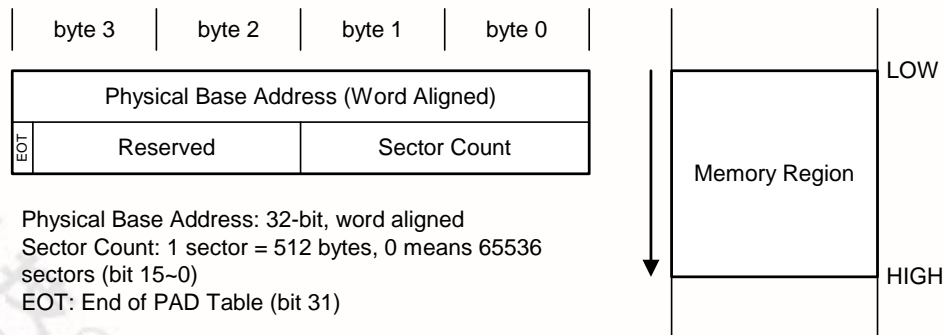 byte 3 byte 2 byte 1 byte 0
LOW
Physical Base Address (Word Aligned)
EOT Reserved Sector Count
Memory Region
Physical Base Address: 32-bit, word aligned
Sector Count: 1 sector = 512 bytes, 0 means 65536
sectors (bit 15~0)
HIGH
EOT: End of PAD Table (bit 31)